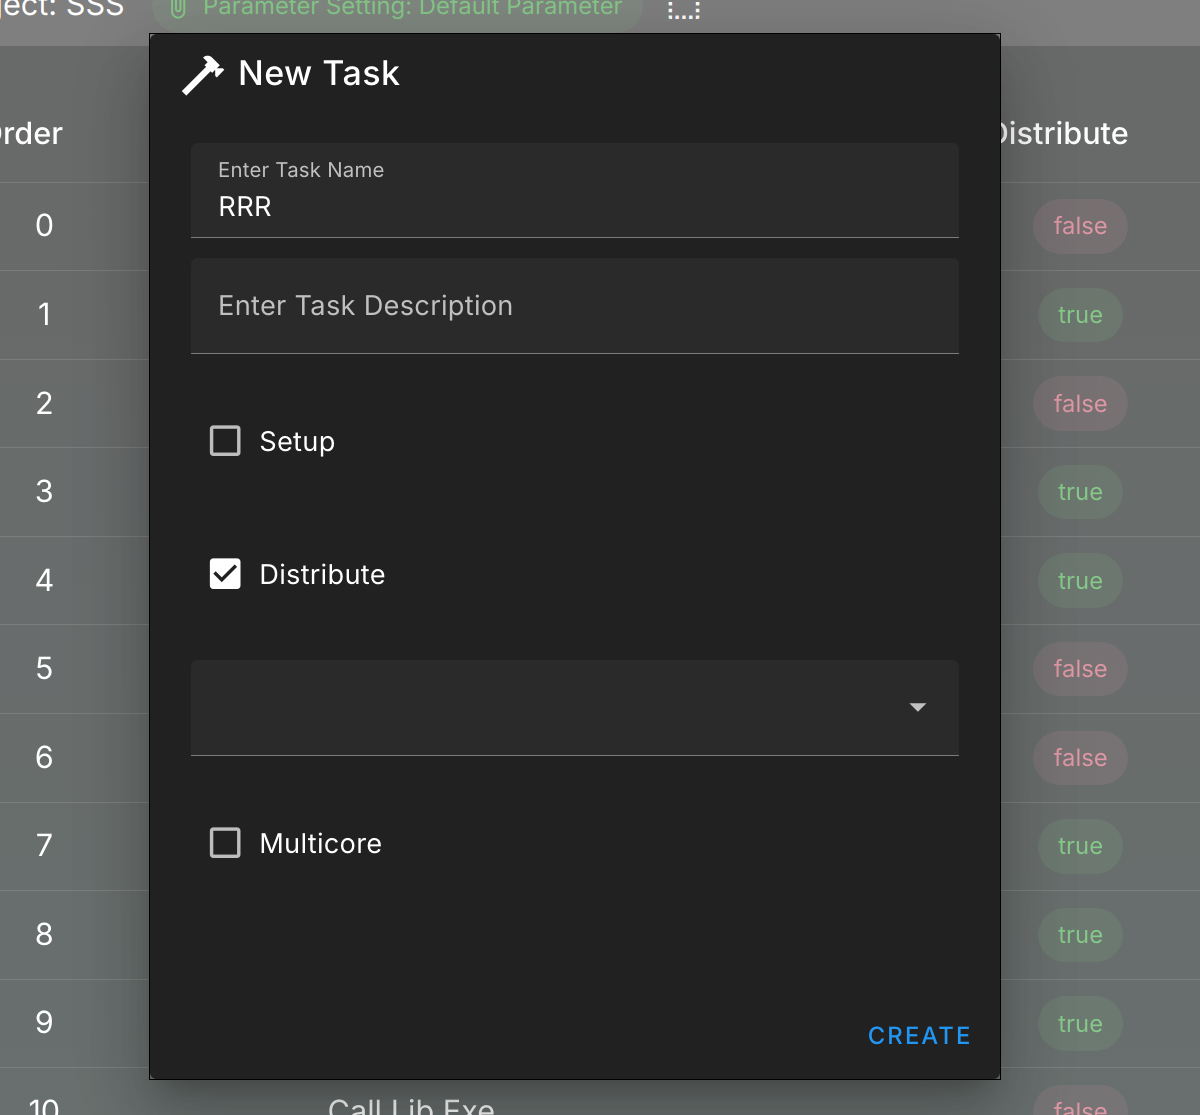 ject: SSS Parameter Setting: Default Parameter
New Task
Order Distribute
Enter Task Name
RRR
0 false
Enter Task Description
1 true
2 false
Setup
3 true
Distribute
4 true
5 false
6 false
Multicore
7 true
8 true
9 true
CREATE
10 Call Lib Exe false